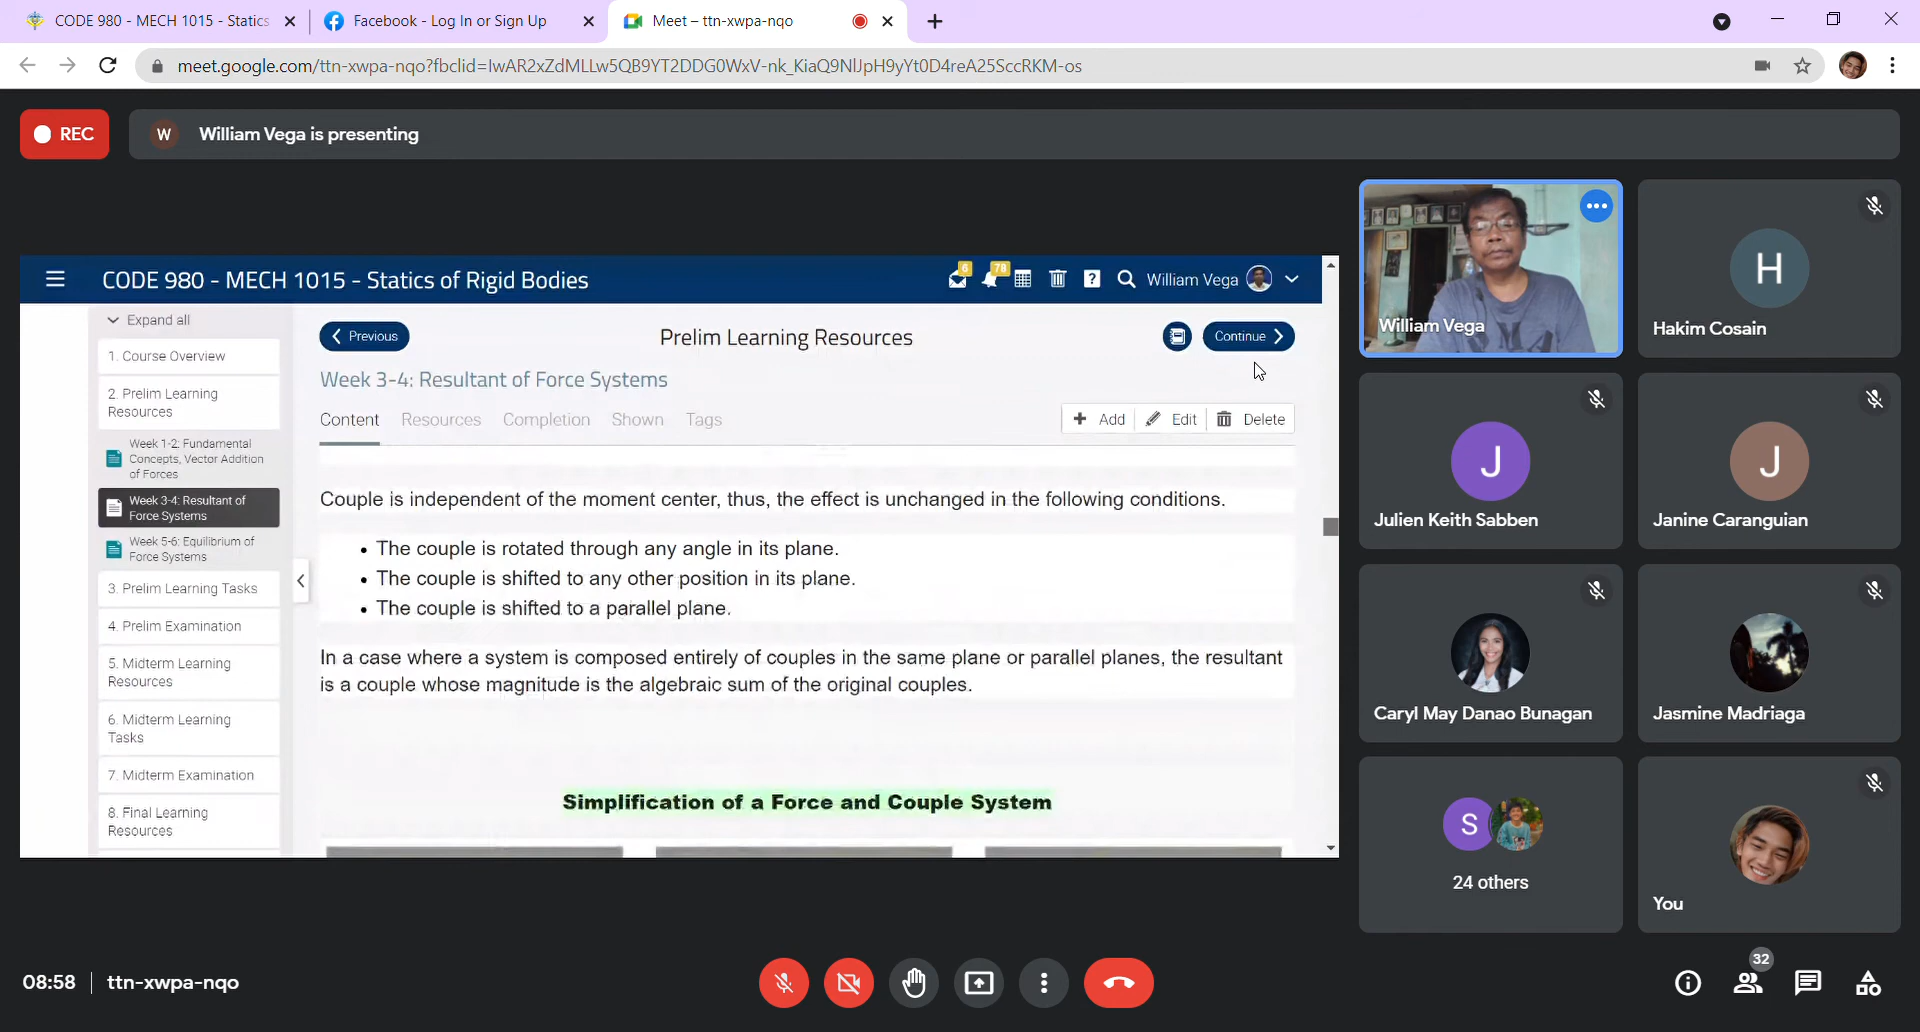 CODE 980 - MECH 1015 - Statics
Facebook - Log In or Sign Up
Meet – ttn-xwpa-nqo
meet.google.com/ttn-xwpa-nqo?fbclid=IwAR2xZdMLLw5QB9YT2DDG0WxV-nk_KiaQ9NlJpH9yYt0D4reA25SccRKM-os
REC
W
William Vega is presenting
CODE 980 - MECH 1015 - Statics of Rigid Bodies
6
78
William Vega
Expand all
1. Course Overview
2. Prelim Learning
Resources
Week 1-2: Fundamental
Concepts, Vector Addition
of Forces
Week 3-4: Resultant of
Force Systems
Week 5-6: Equilibrium of
Force Systems
3. Prelim Learning Tasks
4. Prelim Examination
5. Midterm Learning
Resources
6. Midterm Learning
Tasks
7. Midterm Examination
8. Final Learning
Resources
Previous
Prelim Learning Resources
Continue
Week 3-4: Resultant of Force Systems
Content
Resources
Completion
Shown
Tags
Add
Edit
Delete
Couple is independent of the moment center, thus, the effect is unchanged in the following conditions.
• The couple is rotated through any angle in its plane.
• The couple is shifted to any other position in its plane.
• The couple is shifted to a parallel plane.
In a case where a system is composed entirely of couples in the same plane or parallel planes, the resultant
is a couple whose magnitude is the algebraic sum of the original couples.
Simplification of a Force and Couple System
William Vega
H
Hakim Cosain
J
Julien Keith Sabben
J
Janine Caranguian
Caryl May Danao Bunagan
Jasmine Madriaga
S
24 others
You
08:58
ttn-xwpa-nqo
32